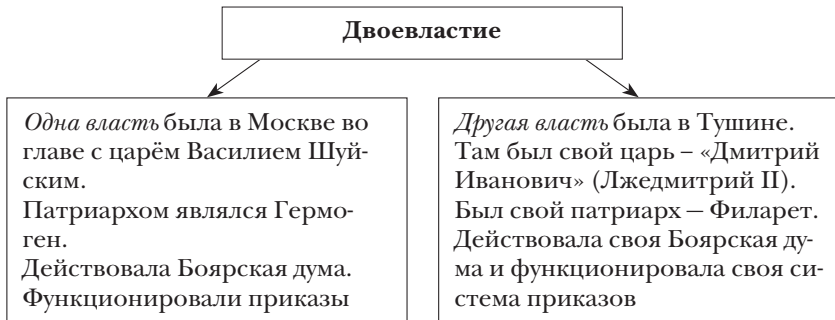 Двоевластие
Одна власть была в Москве во
главе с царём Василием Шуй-
ским.
Патриархом являлся Гермо-
ген.
Действовала Боярская дума.
Функционировали приказы
Другая власть была в Тушине.
Там был свой царь – «Дмитрий
Иванович» (Лжедмитрий II).
Был свой патриарх — Филарет.
Действовала своя Боярская ду-
ма и функционировала своя си-
стема приказов